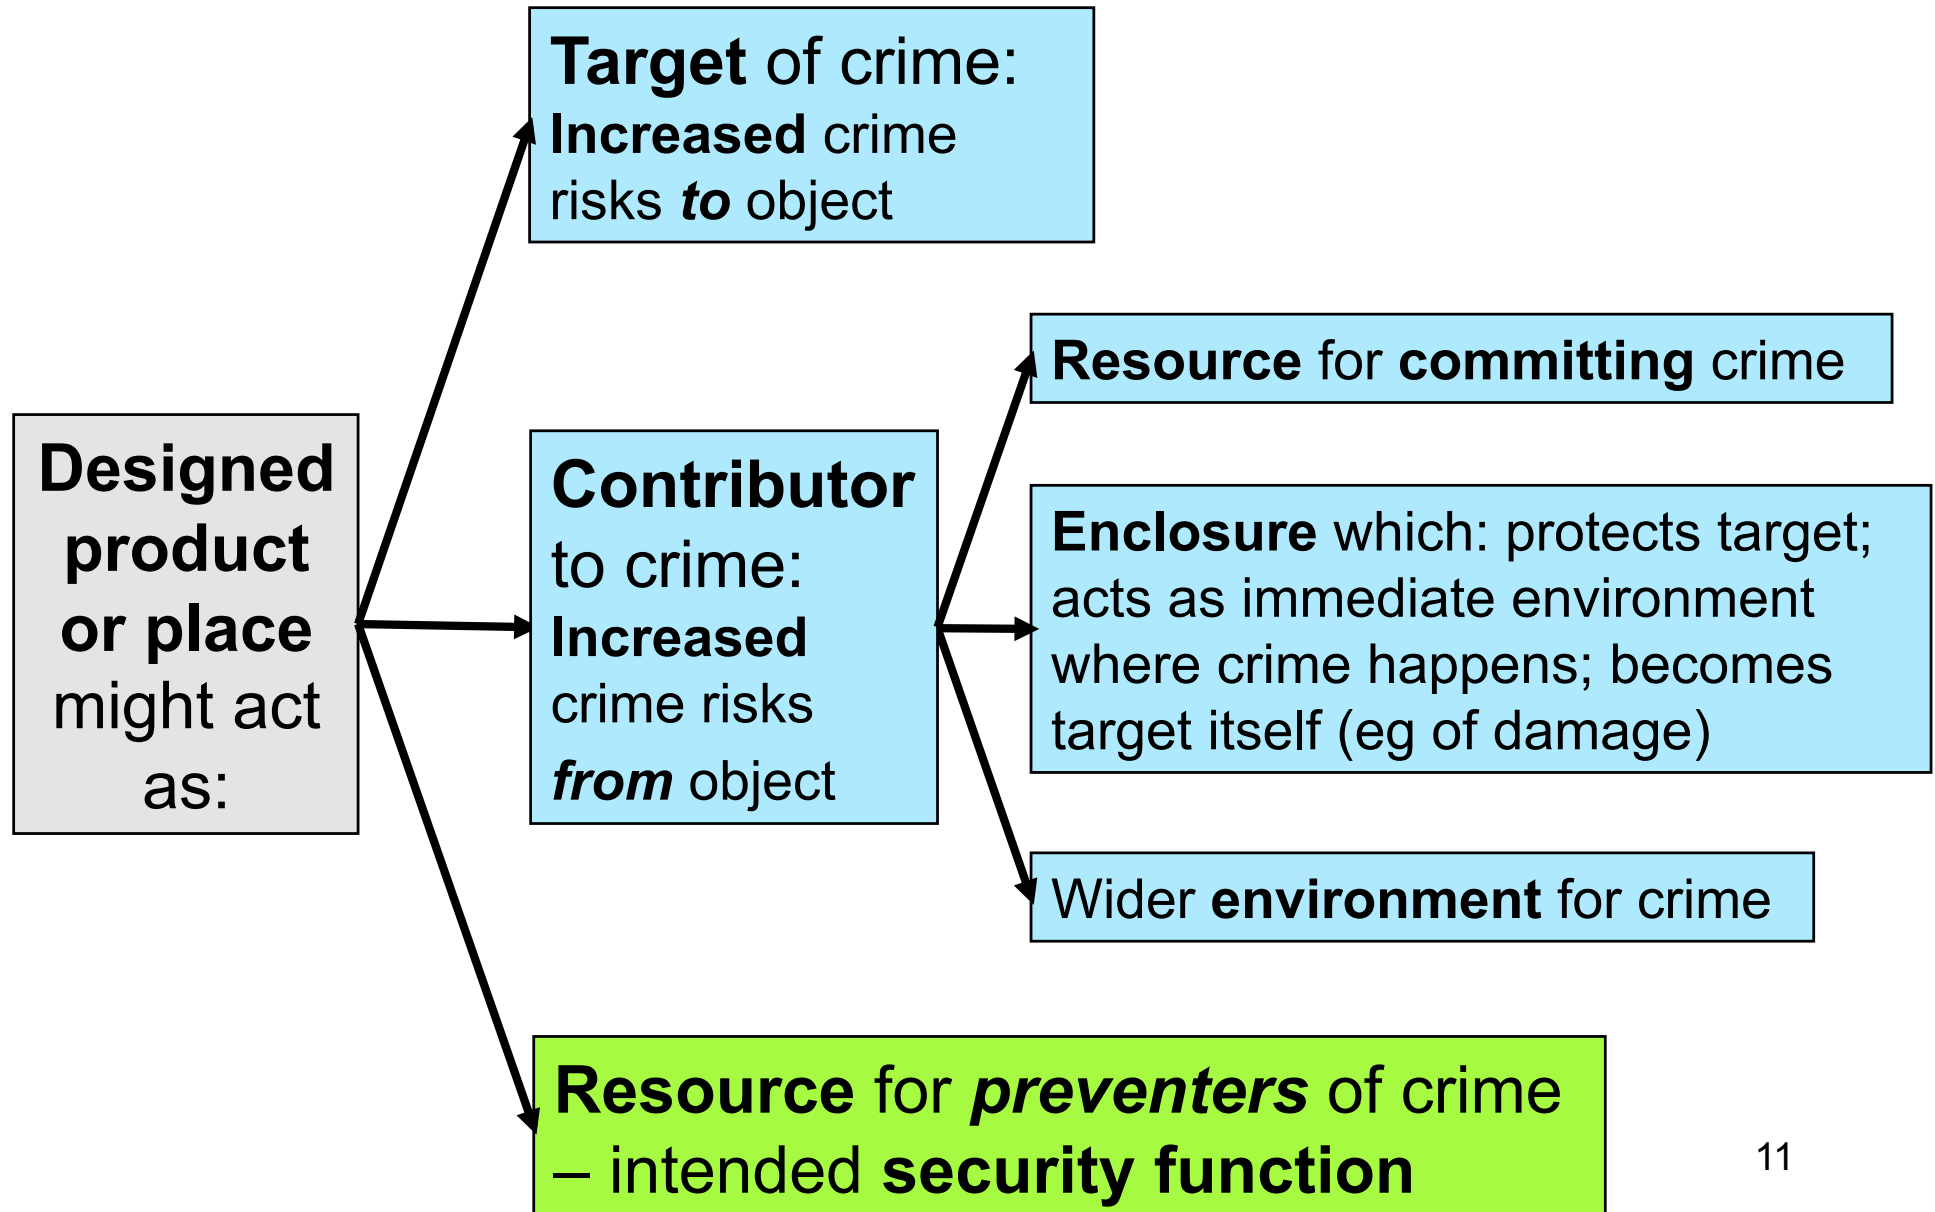 Target of crime:
Increased crime
risks to object
Resource for committing crime
Designed
product
or place
might act
as:
Contributor
to crime:
Increased
crime risks
from object
Enclosure which: protects target;
acts as immediate environment
where crime happens; becomes
target itself (eg of damage)
Wider environment for crime
Resource for preventers of crime
– intended security function
11